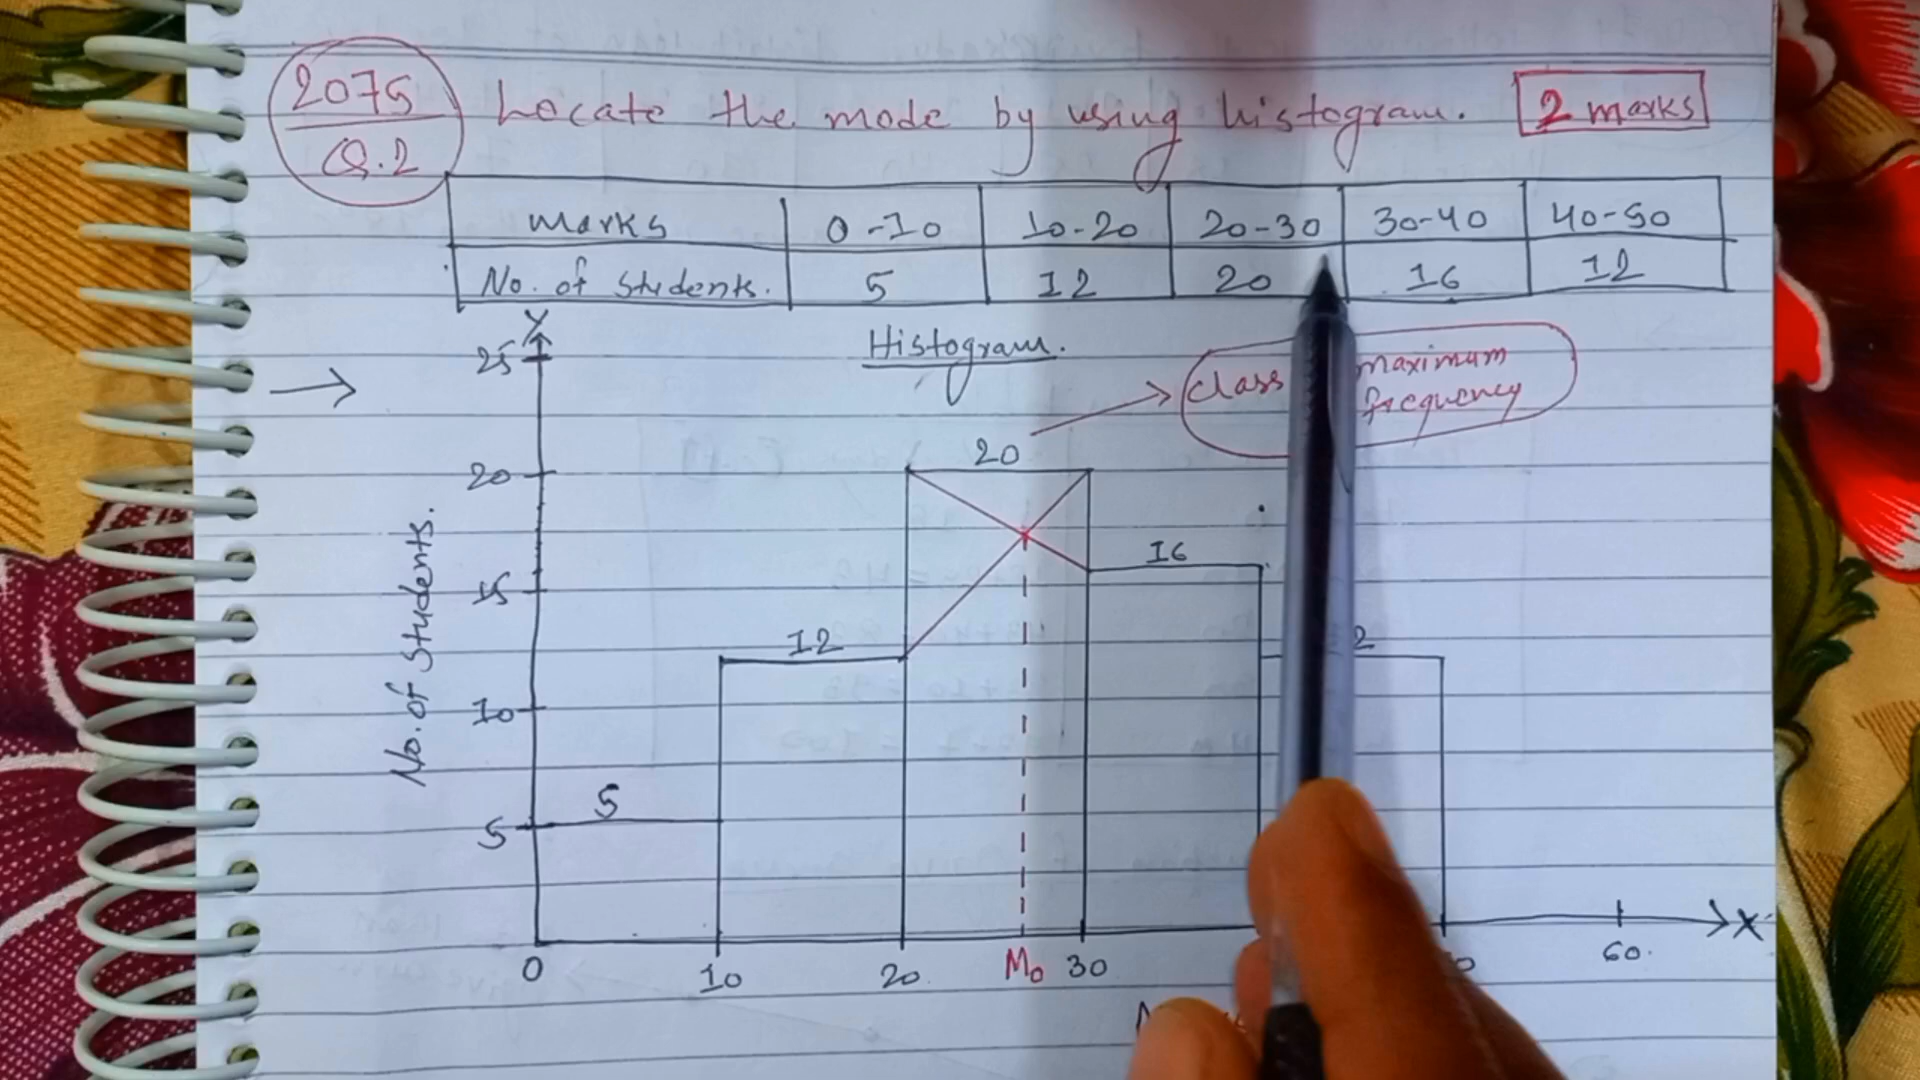 2075
Q.2
Locate the mode by using histogram. 2 marks
Marks 0-10 10-20 20-30 30-40 40-50
No. of Students. 5 12 20 16 12
Y
Histogram.
25
class maximum
frequency
20
20
16
15
12
2
No. of Students.
10
5
5
0 10 20. Mo 30 60. X